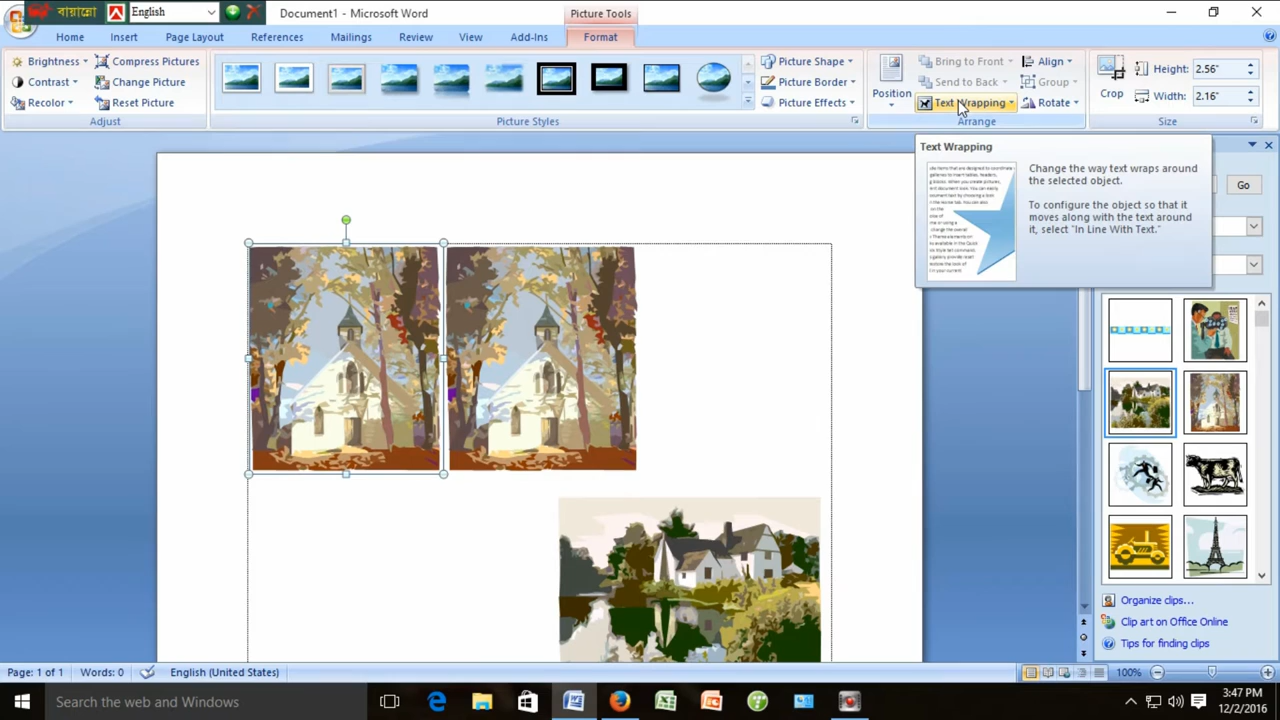 বায়ান্নো
English
Document1 - Microsoft Word
Picture Tools
Home
Insert
Page Layout
References
Mailings
Review
View
Add-Ins
Format
Brightness
Compress Pictures
Contrast
Change Picture
Recolor
Reset Picture
Adjust
Picture Styles
Picture Shape
Picture Border
Picture Effects
Position
Bring to Front
Send to Back
Text Wrapping
Align
Group
Rotate
Arrange
Crop
Height: 2.56"
Width: 2.16"
Size
Text Wrapping
Change the way text wraps around
the selected object.
To configure the object so that it
moves along with the text around
it, select "In Line With Text."
Go
Organize clips...
Clip art on Office Online
Tips for finding clips
Page: 1 of 1
Words: 0
English (United States)
100%
Search the web and Windows
3:47 PM
12/2/2016